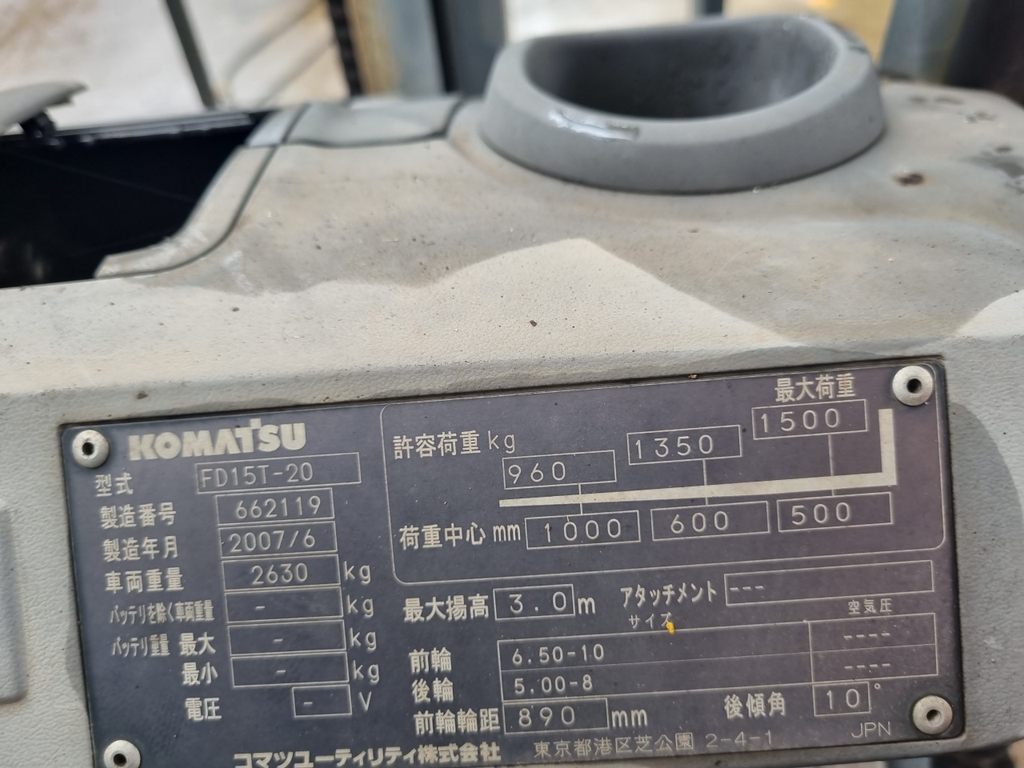 KOMATSU
型式 FD15T-20
製造番号 662119
製造年月 2007/6
車両重量 2630 kg
バッテリを除く車両重量 - kg
バッテリ重量 最大 - kg
最小 - kg
電圧 - V
最大荷重
許容荷重 kg 960 1350 1500
荷重中心 mm 1000 600 500
最大揚高 3.0 m アタッチメント ---
サイズ 空気圧
前輪 6.50-10 ----
後輪 5.00-8 ----
前輪輪距 890 mm 後傾角 10°
コマツユーティリティ株式会社 東京都港区芝公園 2-4-1 JPN